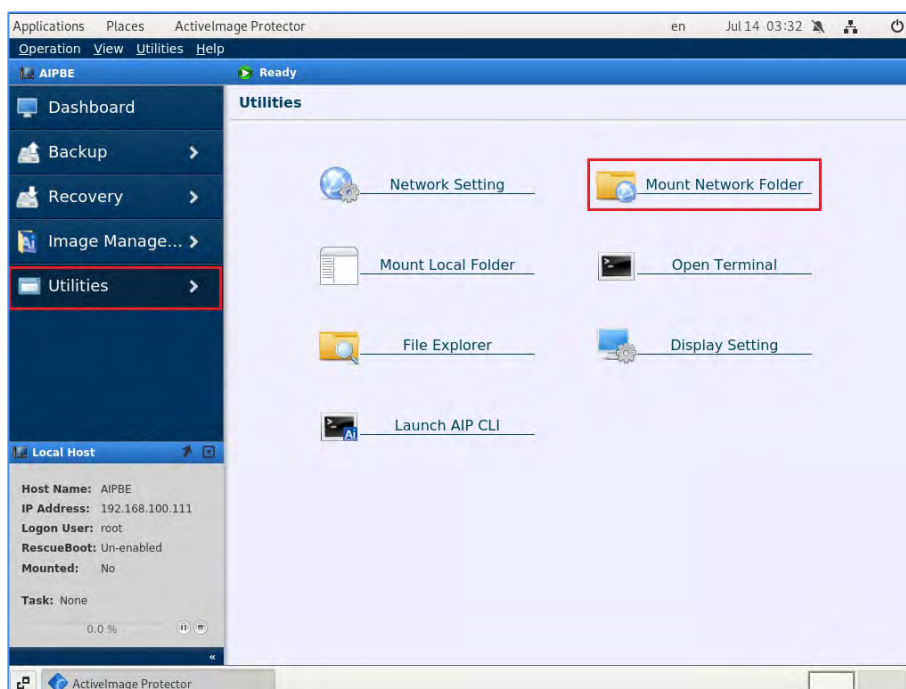 Applications Places ActiveImage Protector en Jul 14 03:32
Operation View Utilities Help
AIPBE Ready
Dashboard
Backup
Recovery
Image Manage...
Utilities
Utilities
Network Setting Mount Network Folder
Mount Local Folder Open Terminal
File Explorer Display Setting
Launch AIP CLI
Local Host
Host Name: AIPBE
IP Address: 192.168.100.111
Logon User: root
RescueBoot: Un-enabled
Mounted: No
Task: None
0.0 %
«
ActiveImage Protector